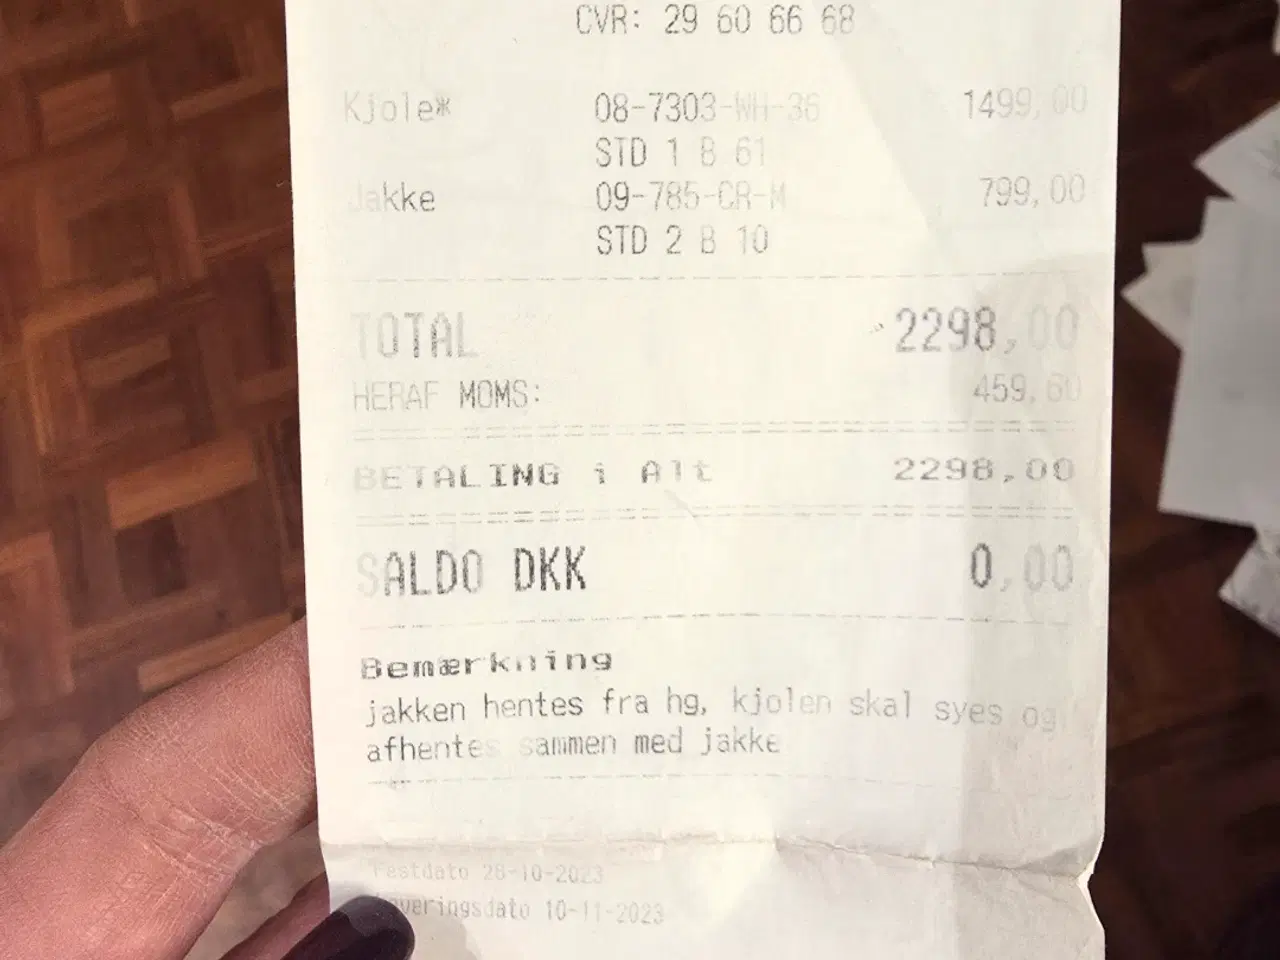 CVR: 29 60 66 68
Kjole* 08-7303-WH-36 1499,00
STD 1 B 61
Jakke 09-785-CR-M 799,00
STD 2 B 10
TOTAL 2298,00
HERAF MOMS: 459,60
BETALING i Alt 2298,00
SALDO DKK 0,00
Bemærkning
jakken hentes fra hg, kjolen skal syes og
afhentes sammen med jakke
Festdato 28-10-2023
Leveringsdato 10-11-2023